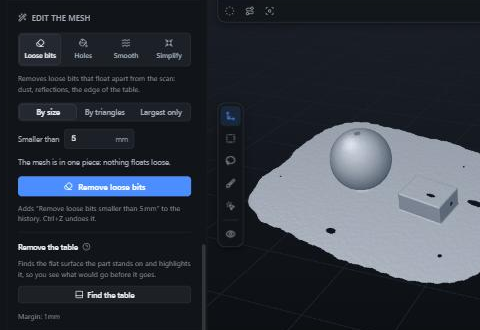 EDIT THE MESH
Loose bits Holes Smooth Simplify
Removes loose bits that float apart from the scan:
dust, reflections, the edge of the table.
By size By triangles Largest only
Smaller than 5 mm
The mesh is in one piece: nothing floats loose.
Remove loose bits
Adds "Remove loose bits smaller than 5 mm" to the
history. Ctrl+Z undoes it.
Remove the table
Finds the flat surface the part stands on and highlights
it, so you see what would go before it goes.
Find the table
Margin: 1mm